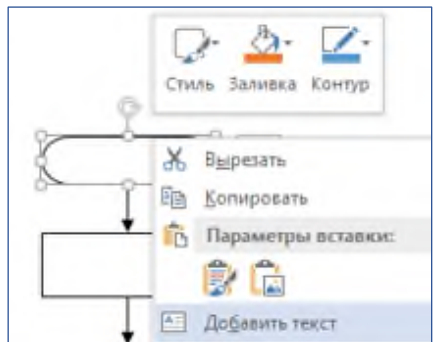 Стиль Заливка Контур
Вырезать
Копировать
Параметры вставки:
Добавить текст